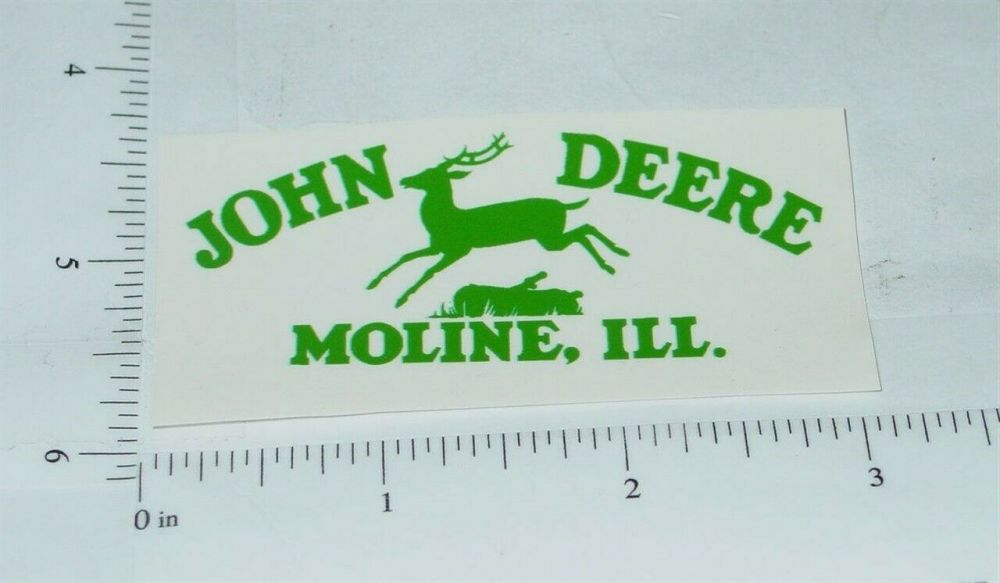 JOHN DEERE
MOLINE, ILL.
4
5
6
0 in
1
2
3